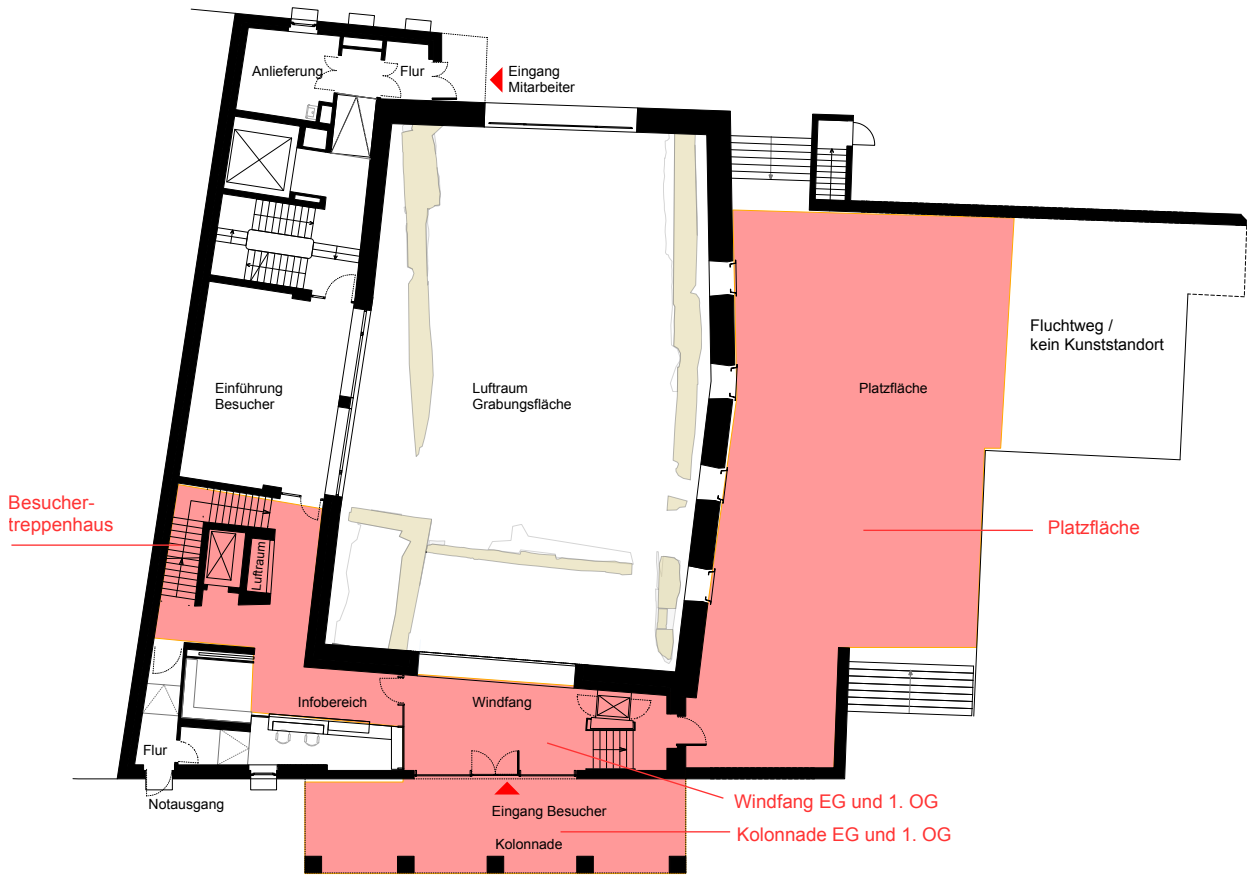 Anlieferung
Flur
Eingang
Mitarbeiter
Fluchtweg /
kein Kunststandort
Einführung
Besucher
Luftraum
Grabungsfläche
Platzfläche
Besucher-
treppenhaus
Platzfläche
Luftraum
Infobereich
Windfang
Flur
Notausgang
Eingang Besucher
Kolonnade
Windfang EG und 1. OG
Kolonnade EG und 1. OG